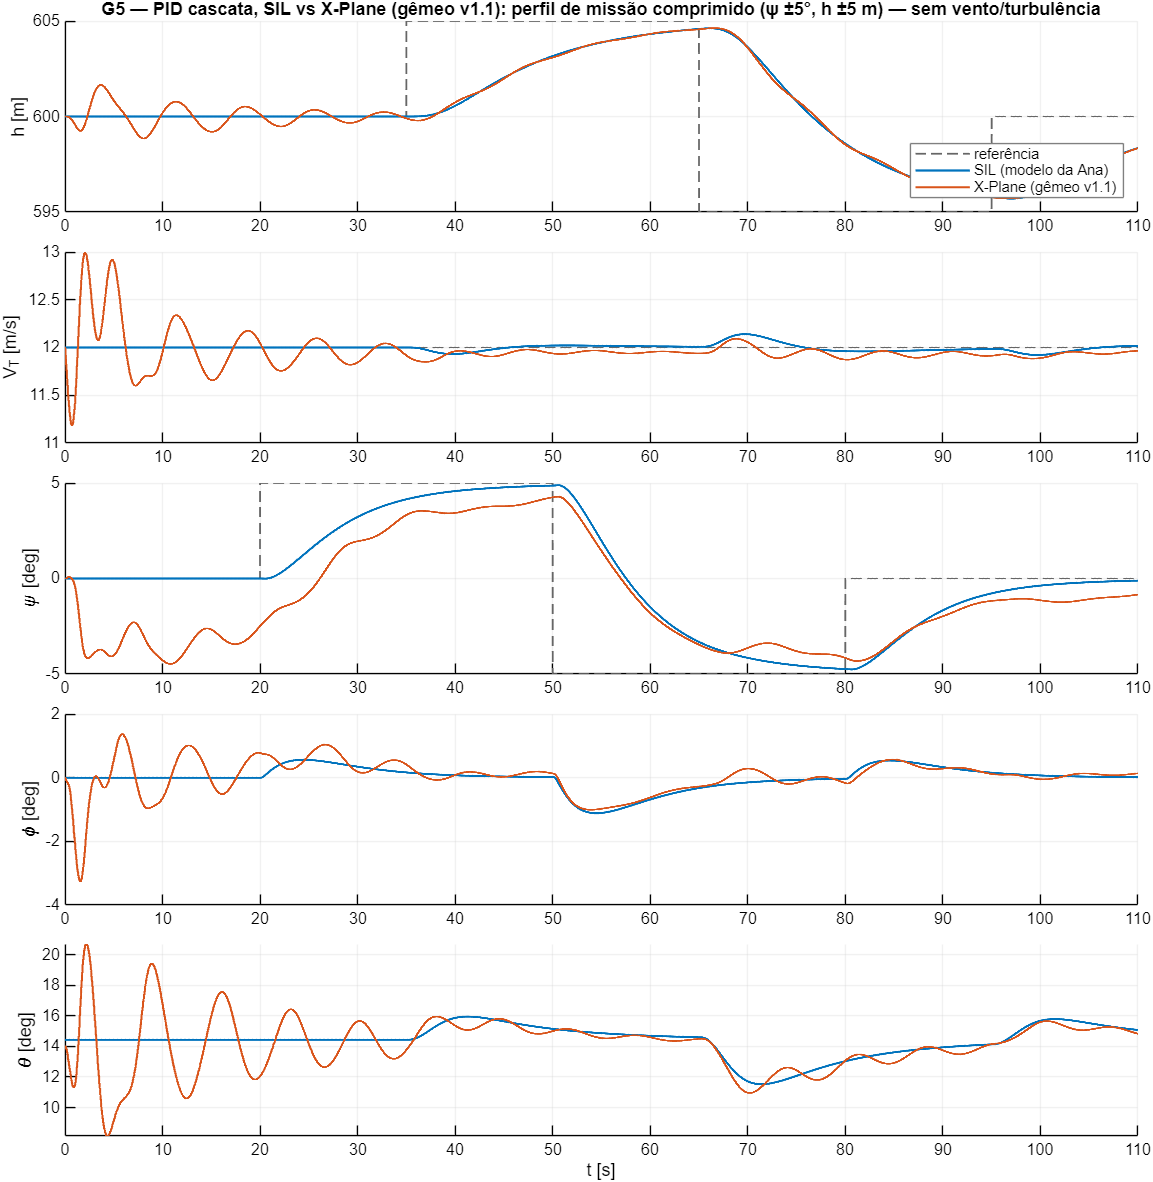 G5 — PID cascata, SIL vs X-Plane (gêmeo v1.1): perfil de missão comprimido (ψ ±5°, h ±5 m) — sem vento/turbulência
605
600
595
h [m]
referência
SIL (modelo da Ana)
X-Plane (gêmeo v1.1)
0 10 20 30 40 50 60 70 80 90 100 110
13
12.5
12
11.5
11
V_T [m/s]
0 10 20 30 40 50 60 70 80 90 100 110
5
0
-5
ψ [deg]
0 10 20 30 40 50 60 70 80 90 100 110
2
0
-2
-4
ϕ [deg]
0 10 20 30 40 50 60 70 80 90 100 110
20
18
16
14
12
10
θ [deg]
0 10 20 30 40 50 60 70 80 90 100 110
t [s]